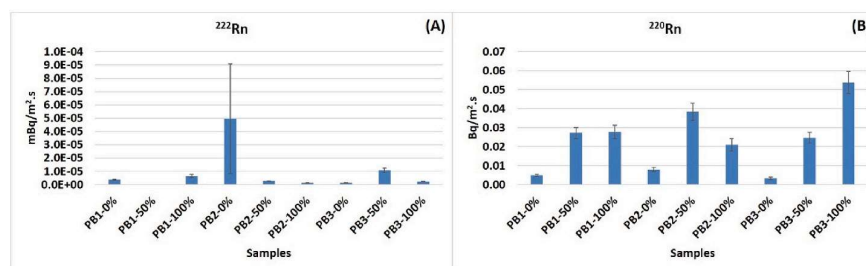 ²²²Rn
(A)
1.0E-04
9.0E-05
8.0E-05
7.0E-05
6.0E-05
5.0E-05
4.0E-05
3.0E-05
2.0E-05
1.0E-05
0.0E+00
mBq/m².s
PB1-0%
PB1-50%
PB1-100%
PB2-0%
PB2-50%
PB2-100%
PB3-0%
PB3-50%
PB3-100%
Samples
²²⁰Rn
(B
0.07
0.06
0.05
0.04
0.03
0.02
0.01
0.00
Bq/m².s
PB1-0%
PB1-50%
PB1-100%
PB2-0%
PB2-50%
PB2-100%
PB3-0%
PB3-50%
PB3-100%
Samples